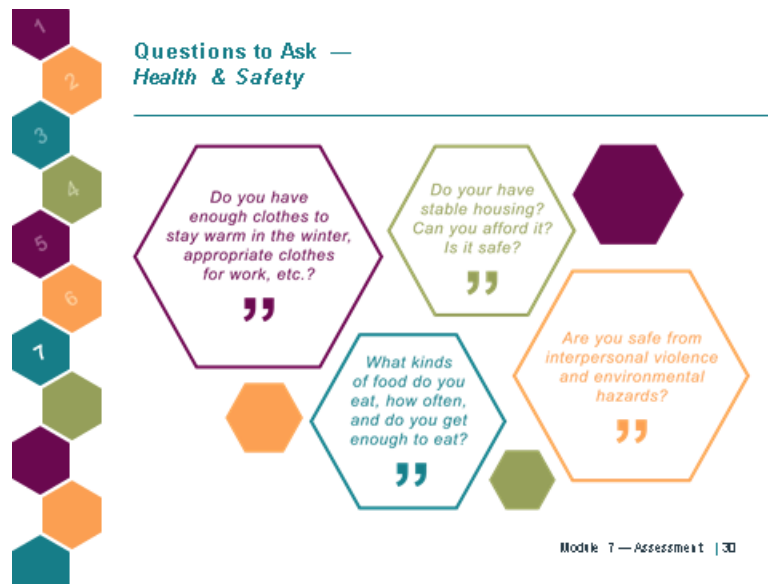 1
2
3
4
5
6
7
Questions to Ask —
Health & Safety
Do you have
enough clothes to
stay warm in the winter,
appropriate clothes
for work, etc.?
”
Do your have
stable housing?
Can you afford it?
Is it safe?
”
What kinds
of food do you
eat, how often,
and do you get
enough to eat?
”
Are you safe from
interpersonal violence
and environmental
hazards?
”
Module 7 — Assessment | 30